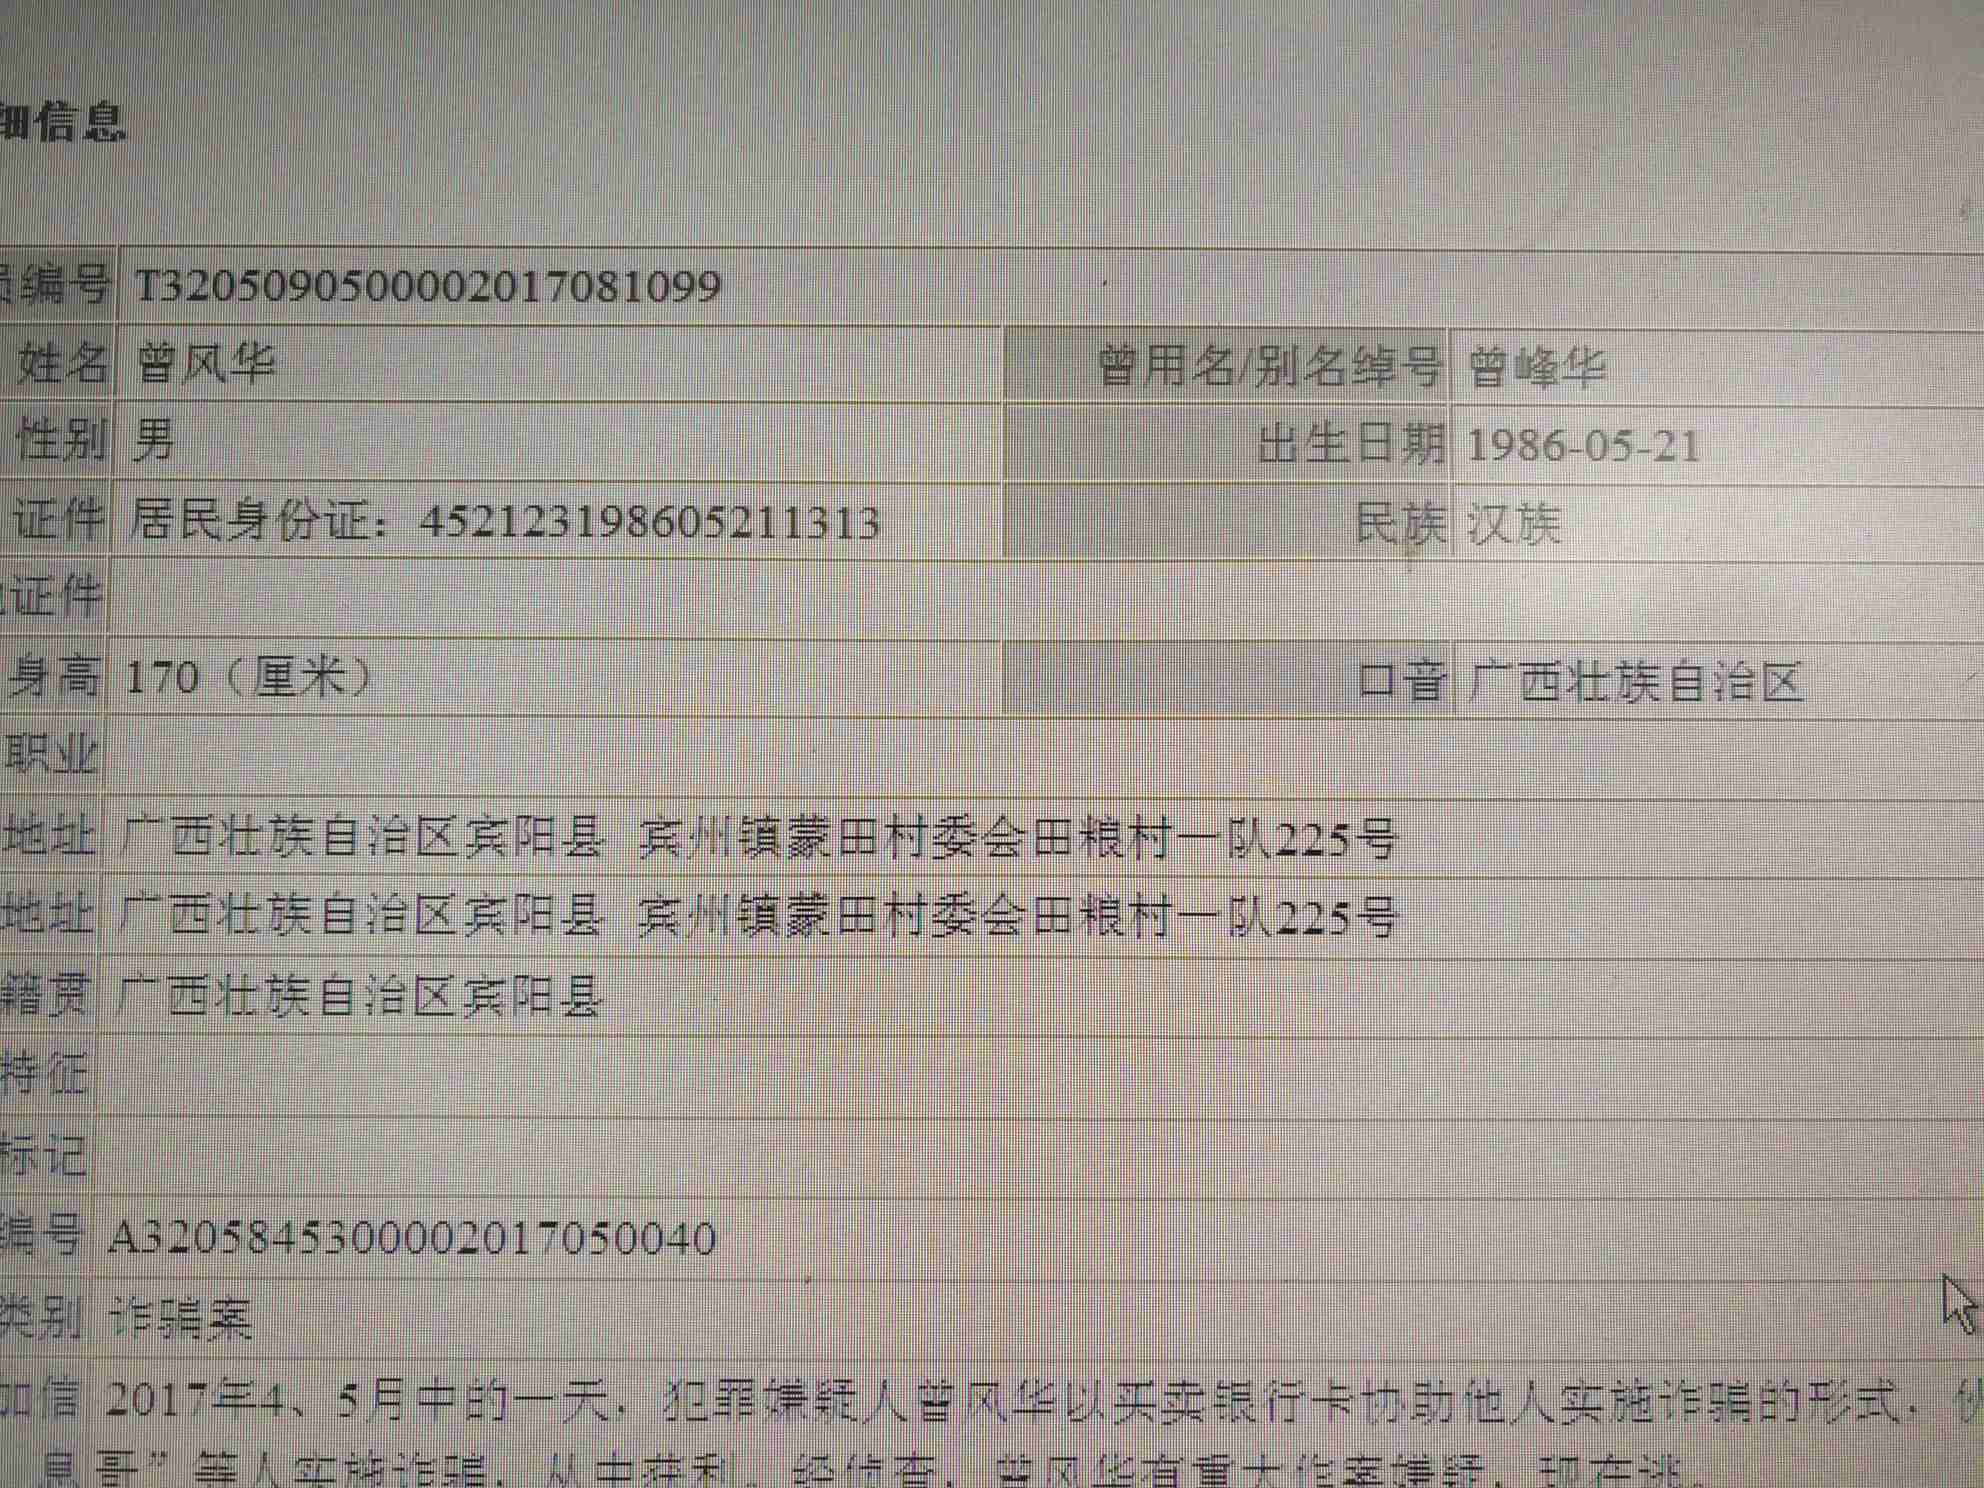 细信息
编号 T3205090500002017081099
姓名 曾风华 曾用名/别名绰号 曾峰华
性别 男 出生日期 1986-05-21
证件 居民身份证：452123198605211313 民族 汉族
证件
身高 170（厘米） 口音 广西壮族自治区
职业
地址 广西壮族自治区宾阳县 宾州镇蒙田村委会田粮村一队225号
地址 广西壮族自治区宾阳县 宾州镇蒙田村委会田粮村一队225号
籍贯 广西壮族自治区宾阳县
特征
标记
编号 A3205845300002017050040
类别 诈骗案
加信 2017年4、5月中的一天，犯罪嫌疑人曾风华以买卖银行卡协助他人实施诈骗的形式，伙
息 哥”等人实施诈骗，从中获利。经侦查，曾风华有重大作案嫌疑，现在逃。